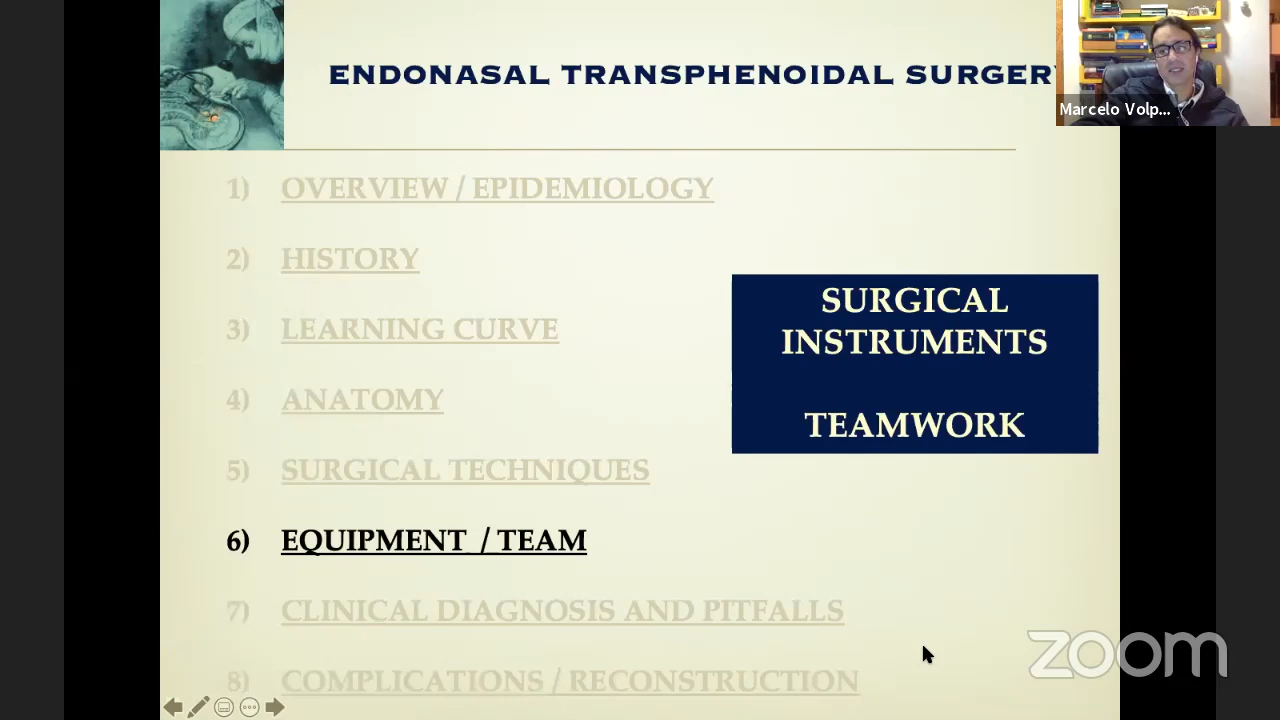 ENDONASAL TRANSPHENOIDAL SURGERY
Marcelo Volp...
1) OVERVIEW / EPIDEMIOLOGY
2) HISTORY
3) LEARNING CURVE
4) ANATOMY
5) SURGICAL TECHNIQUES
6) EQUIPMENT / TEAM
7) CLINICAL DIAGNOSIS AND PITFALLS
8) COMPLICATIONS / RECONSTRUCTION
SURGICAL
INSTRUMENTS
TEAMWORK
zoom